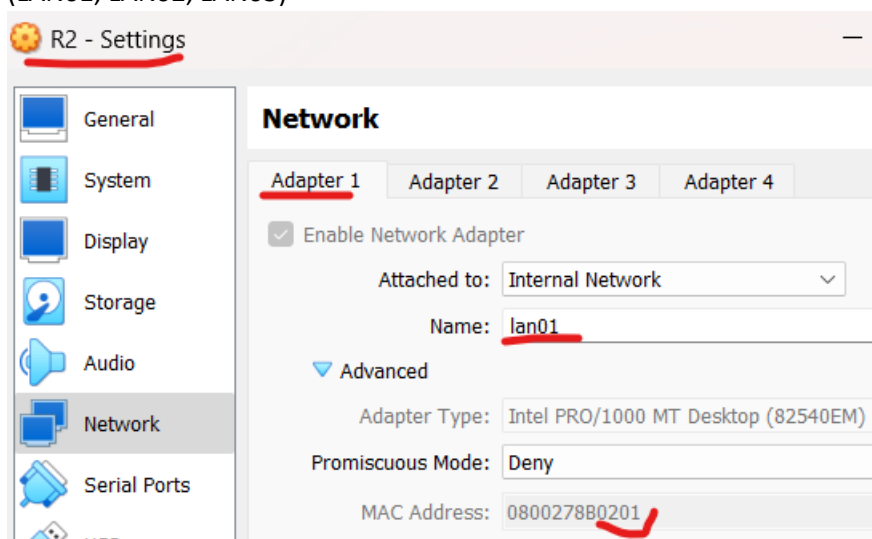 R2 - Settings
General
System
Display
Storage
Audio
Network
Serial Ports
Network
Adapter 1 Adapter 2 Adapter 3 Adapter 4
Enable Network Adapter
Attached to: Internal Network
Name: lan01
Advanced
Adapter Type: Intel PRO/1000 MT Desktop (82540EM)
Promiscuous Mode: Deny
MAC Address: 0800278B0201